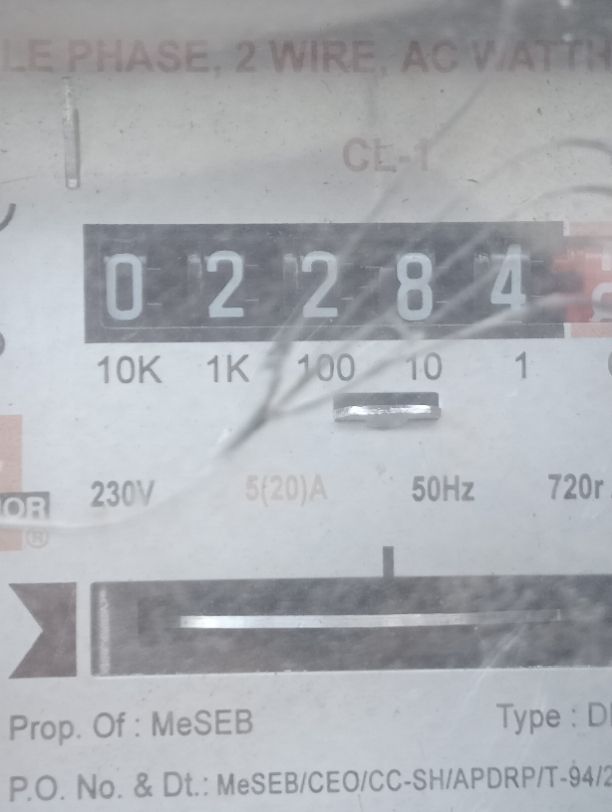 LE PHASE, 2 WIRE, AC WATTH
CL-1
0 2 2 8 4
10K 1K 100 10 1
230V 5(20)A 50Hz 720r
OR
®
Prop. Of : MeSEB Type : D
P.O. No. & Dt.: MeSEB/CEO/CC-SH/APDRP/T-94/2